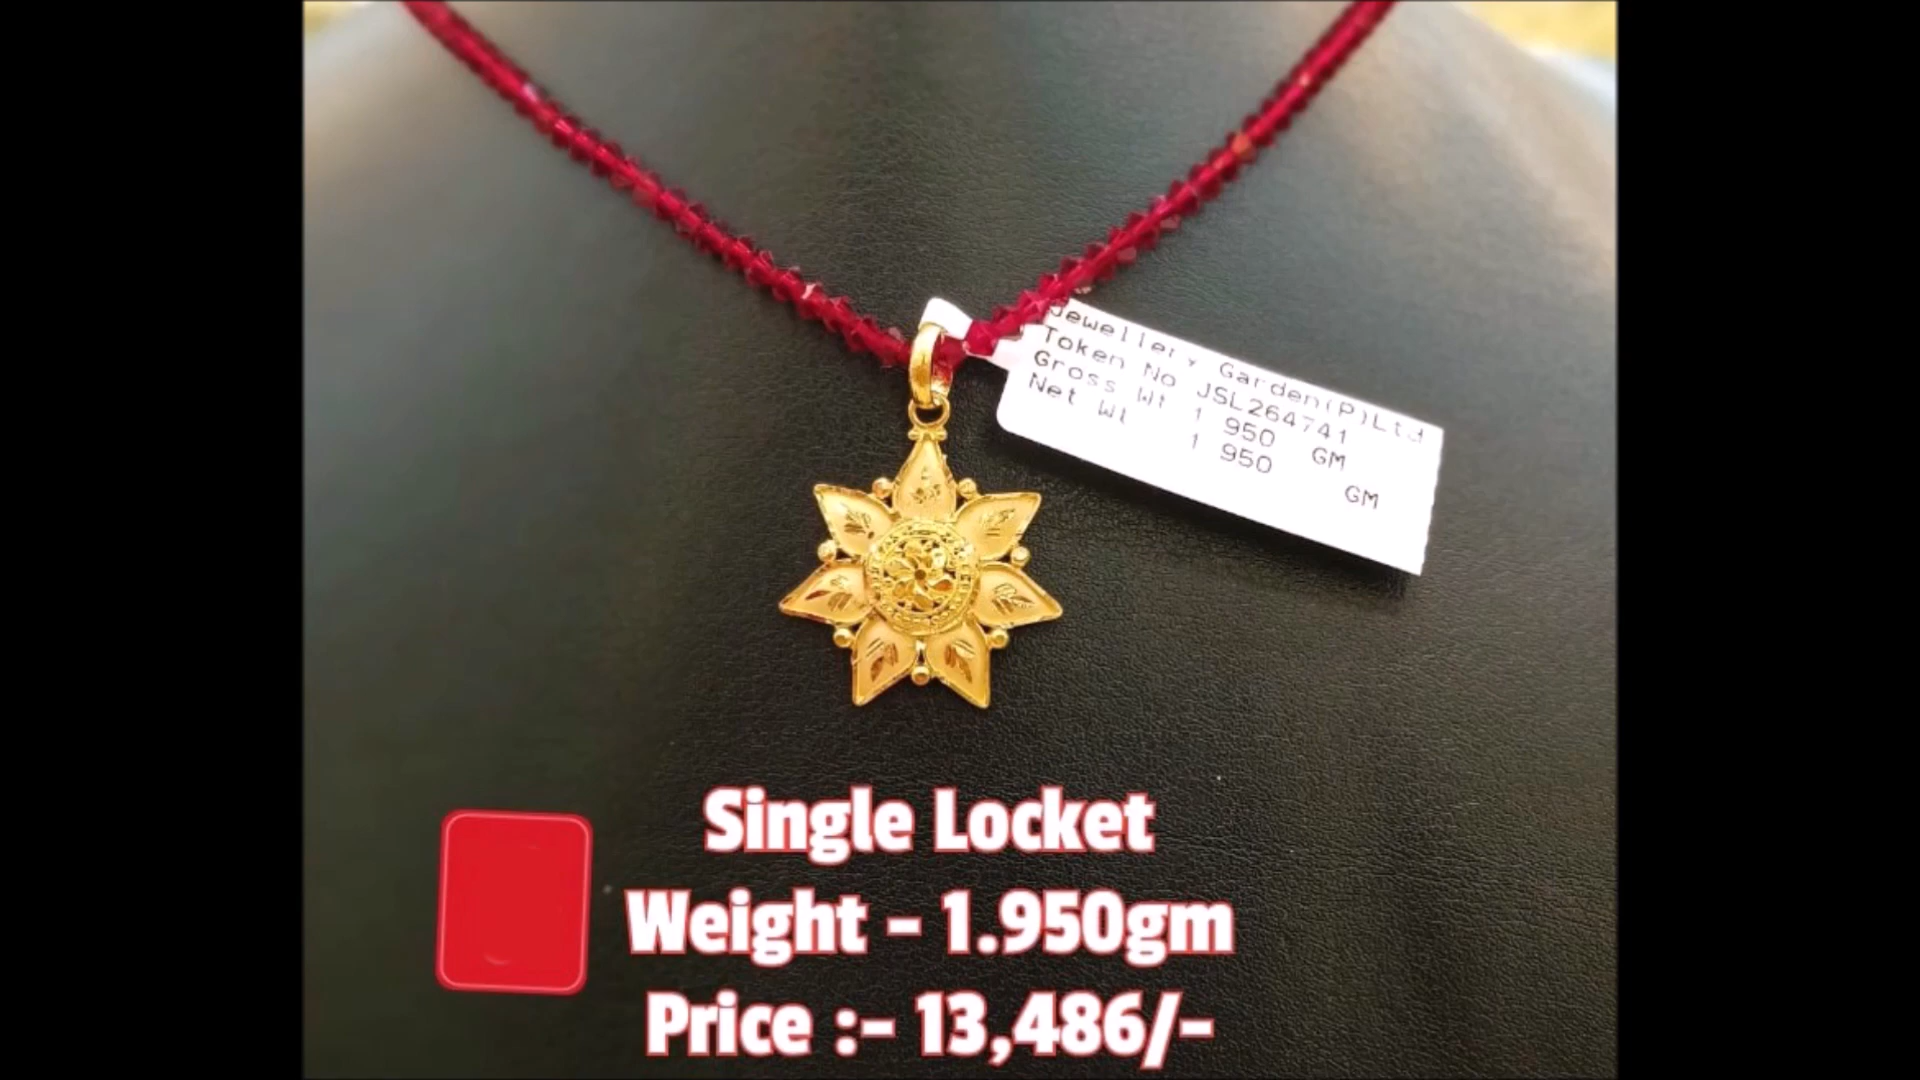 Jewellery Garden(P)Ltd
Token No JSL264741
Gross Wt 1 950 GM
Net Wt 1 950 GM
Single Locket
Weight - 1.950gm
Price :- 13,486/-